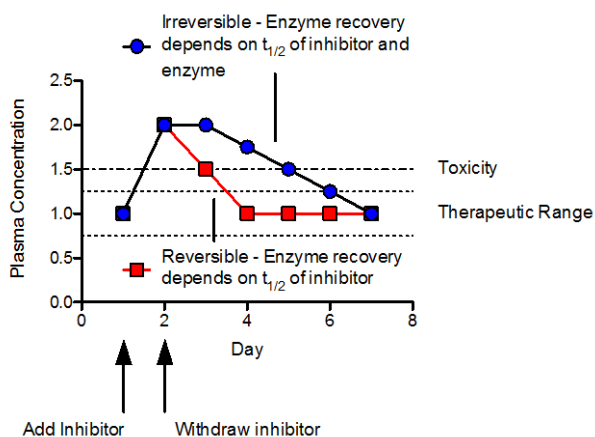 Irreversible - Enzyme recovery
depends on t1/2 of inhibitor and
enzyme
Plasma Concentration
2.5
2.0
1.5
1.0
0.5
0.0
Toxicity
Therapeutic Range
Reversible - Enzyme recovery
depends on t1/2 of inhibitor
0 2 4 6 8
Day
Add Inhibitor
Withdraw inhibitor